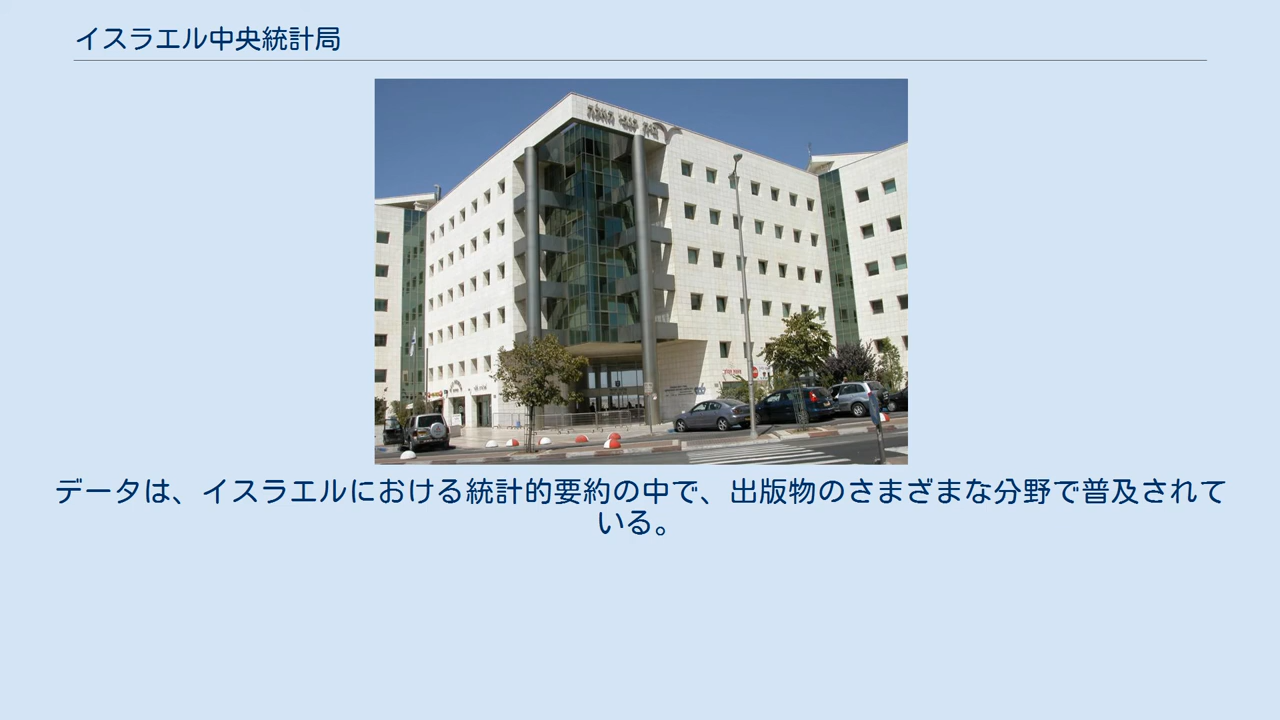 イスラエル中央統計局
データは、イスラエルにおける統計的要約の中で、出版物のさまざまな分野で普及されて
いる。